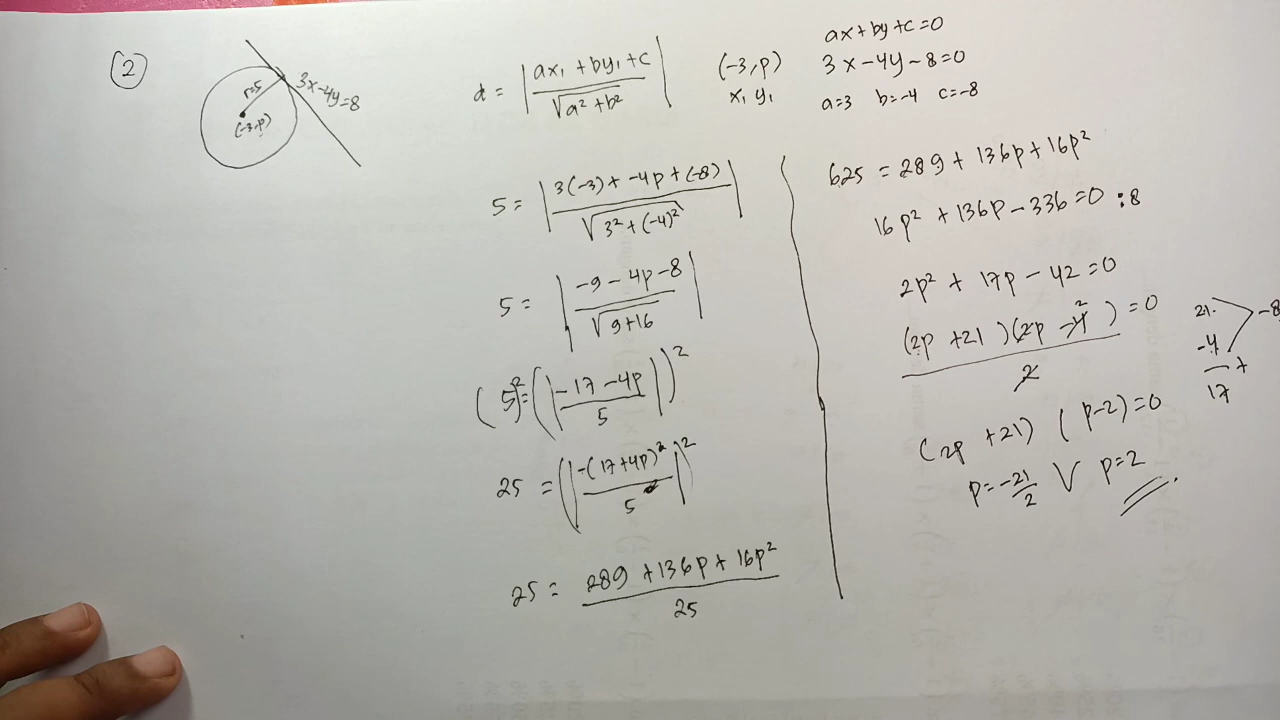 (2)
r=5
(-3,p)
3x-4y=8
d = |ax₁ + by₁ + c / √a² + b²|
(-3, p)
x₁ y₁
ax + by + c = 0
3x - 4y - 8 = 0
a=3 b=-4 c=-8
5 = |3(-3) + -4p + (-8) / √3² + (-4)²|
5 = |-9 - 4p - 8 / √9+16|
(5)² = (|-17 - 4p / 5|)²
25 = (|-(17+4p)² / 5|)²
25 = 289 + 136p + 16p² / 25
625 = 289 + 136p + 16p²
16p² + 136p - 336 = 0 :8
2p² + 17p - 42 = 0
(2p + 21)(2p - 4 2) = 0
2
21
-4
+
17
-8
(2p + 21) (p-2) = 0
p = -21/2 V p = 2